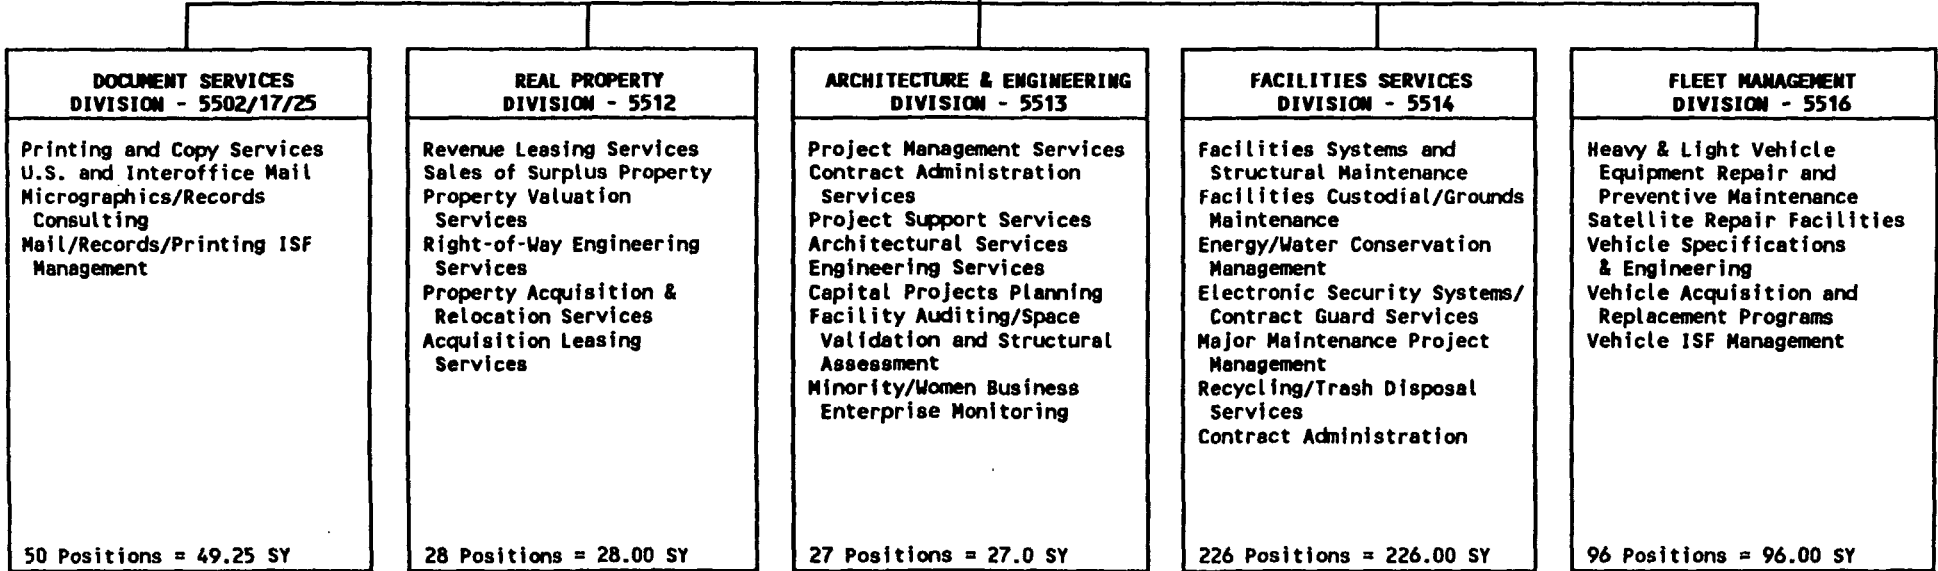 DOCUMENT SERVICES
DIVISION - 5502/17/25
Printing and Copy Services
U.S. and Interoffice Mail
Micrographics/Records
Consulting
Mail/Records/Printing ISF
Management
50 Positions = 49.25 SY
REAL PROPERTY
DIVISION - 5512
Revenue Leasing Services
Sales of Surplus Property
Property Valuation
Services
Right-of-Way Engineering
Services
Property Acquisition &
Relocation Services
Acquisition Leasing
Services
28 Positions = 28.00 SY
ARCHITECTURE & ENGINEERING
DIVISION - 5513
Project Management Services
Contract Administration
Services
Project Support Services
Architectural Services
Engineering Services
Capital Projects Planning
Facility Auditing/Space
Validation and Structural
Assessment
Minority/Women Business
Enterprise Monitoring
27 Positions = 27.0 SY
FACILITIES SERVICES
DIVISION - 5514
Facilities Systems and
Structural Maintenance
Facilities Custodial/Grounds
Maintenance
Energy/Water Conservation
Management
Electronic Security Systems/
Contract Guard Services
Major Maintenance Project
Management
Recycling/Trash Disposal
Services
Contract Administration
226 Positions = 226.00 SY
FLEET MANAGEMENT
DIVISION - 5516
Heavy & Light Vehicle
Equipment Repair and
Preventive Maintenance
Satellite Repair Facilities
Vehicle Specifications
& Engineering
Vehicle Acquisition and
Replacement Programs
Vehicle ISF Management
96 Positions = 96.00 SY